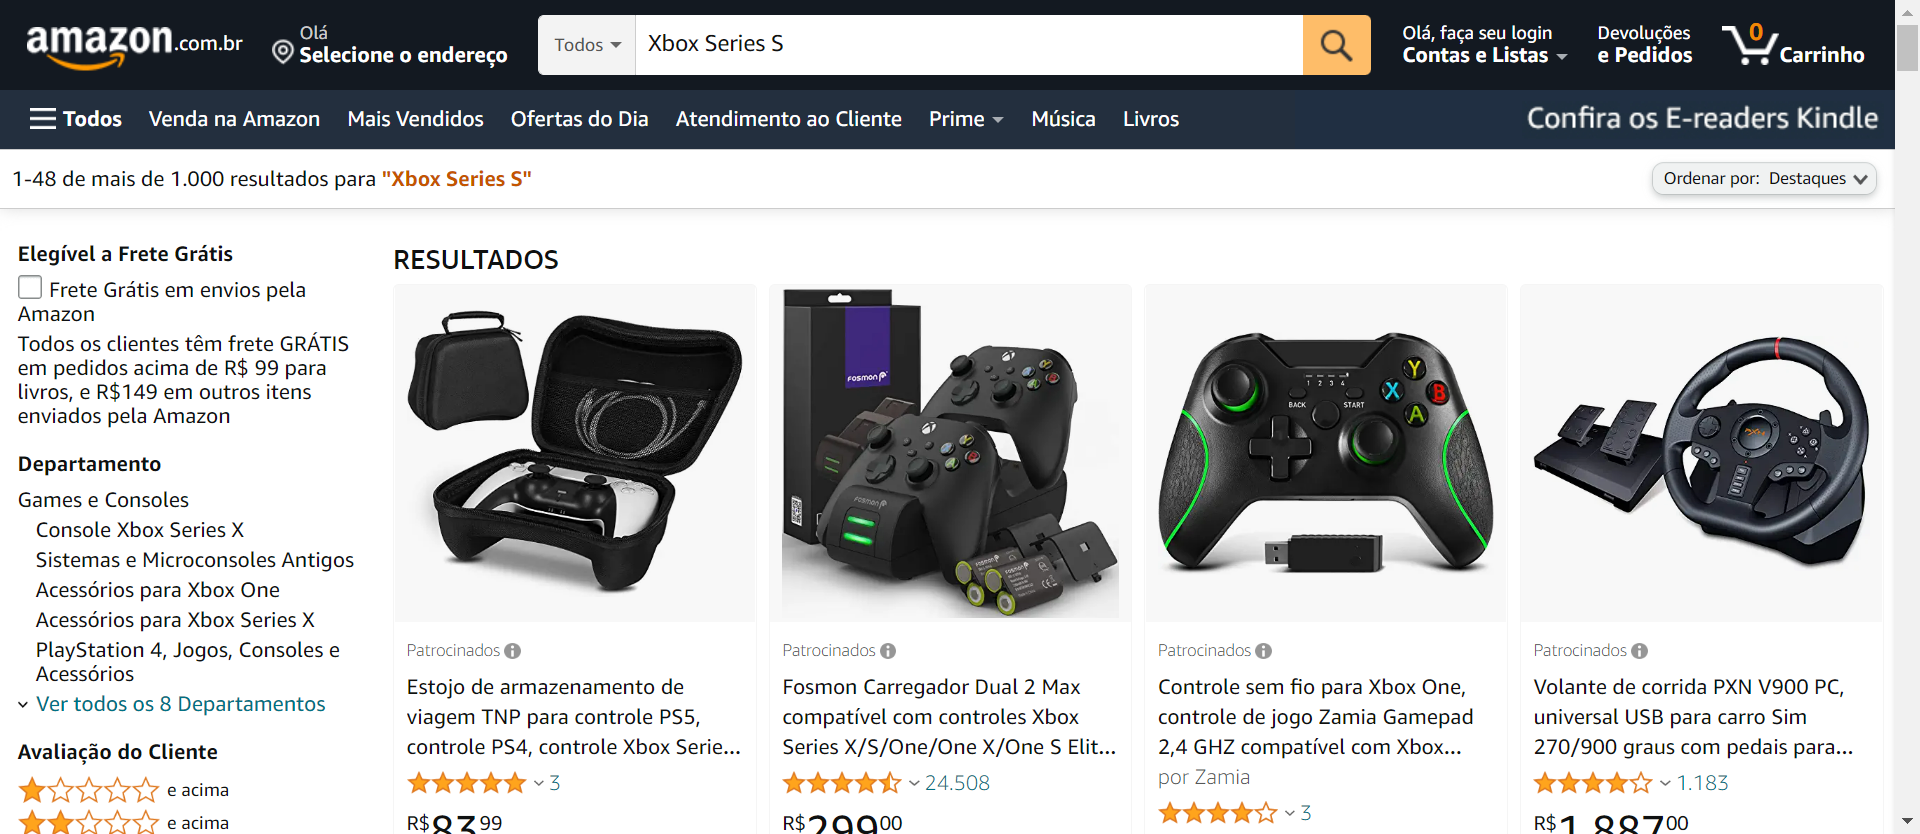 amazon.com.br
Olá
Selecione o endereço
Todos
Xbox Series S
Olá, faça seu login
Contas e Listas
Devoluções
e Pedidos
0
Carrinho
Todos
Venda na Amazon
Mais Vendidos
Ofertas do Dia
Atendimento ao Cliente
Prime
Música
Livros
Confira os E-readers Kindle
1-48 de mais de 1.000 resultados para "Xbox Series S"
Ordenar por: Destaques
Elegível a Frete Grátis
Frete Grátis em envios pela
Amazon
Todos os clientes têm frete GRÁTIS
em pedidos acima de R$ 99 para
livros, e R$149 em outros itens
enviados pela Amazon
Departamento
Games e Consoles
Console Xbox Series X
Sistemas e Microconsoles Antigos
Acessórios para Xbox One
Acessórios para Xbox Series X
PlayStation 4, Jogos, Consoles e
Acessórios
Ver todos os 8 Departamentos
Avaliação do Cliente
e acima
e acima
RESULTADOS
Patrocinados
Estojo de armazenamento de
viagem TNP para controle PS5,
controle PS4, controle Xbox Serie...
3
R$83,99
FOSMON
FOSMON
Patrocinados
Fosmon Carregador Dual 2 Max
compatível com controles Xbox
Series X/S/One/One X/One S Elit...
24.508
R$299,00
1 2 3 4
BACK
START
Y
X
B
A
Patrocinados
Controle sem fio para Xbox One,
controle de jogo Zamia Gamepad
2,4 GHZ compatível com Xbox...
por Zamia
3
PXN
Patrocinados
Volante de corrida PXN V900 PC,
universal USB para carro Sim
270/900 graus com pedais para...
1.183
R$1.887,00